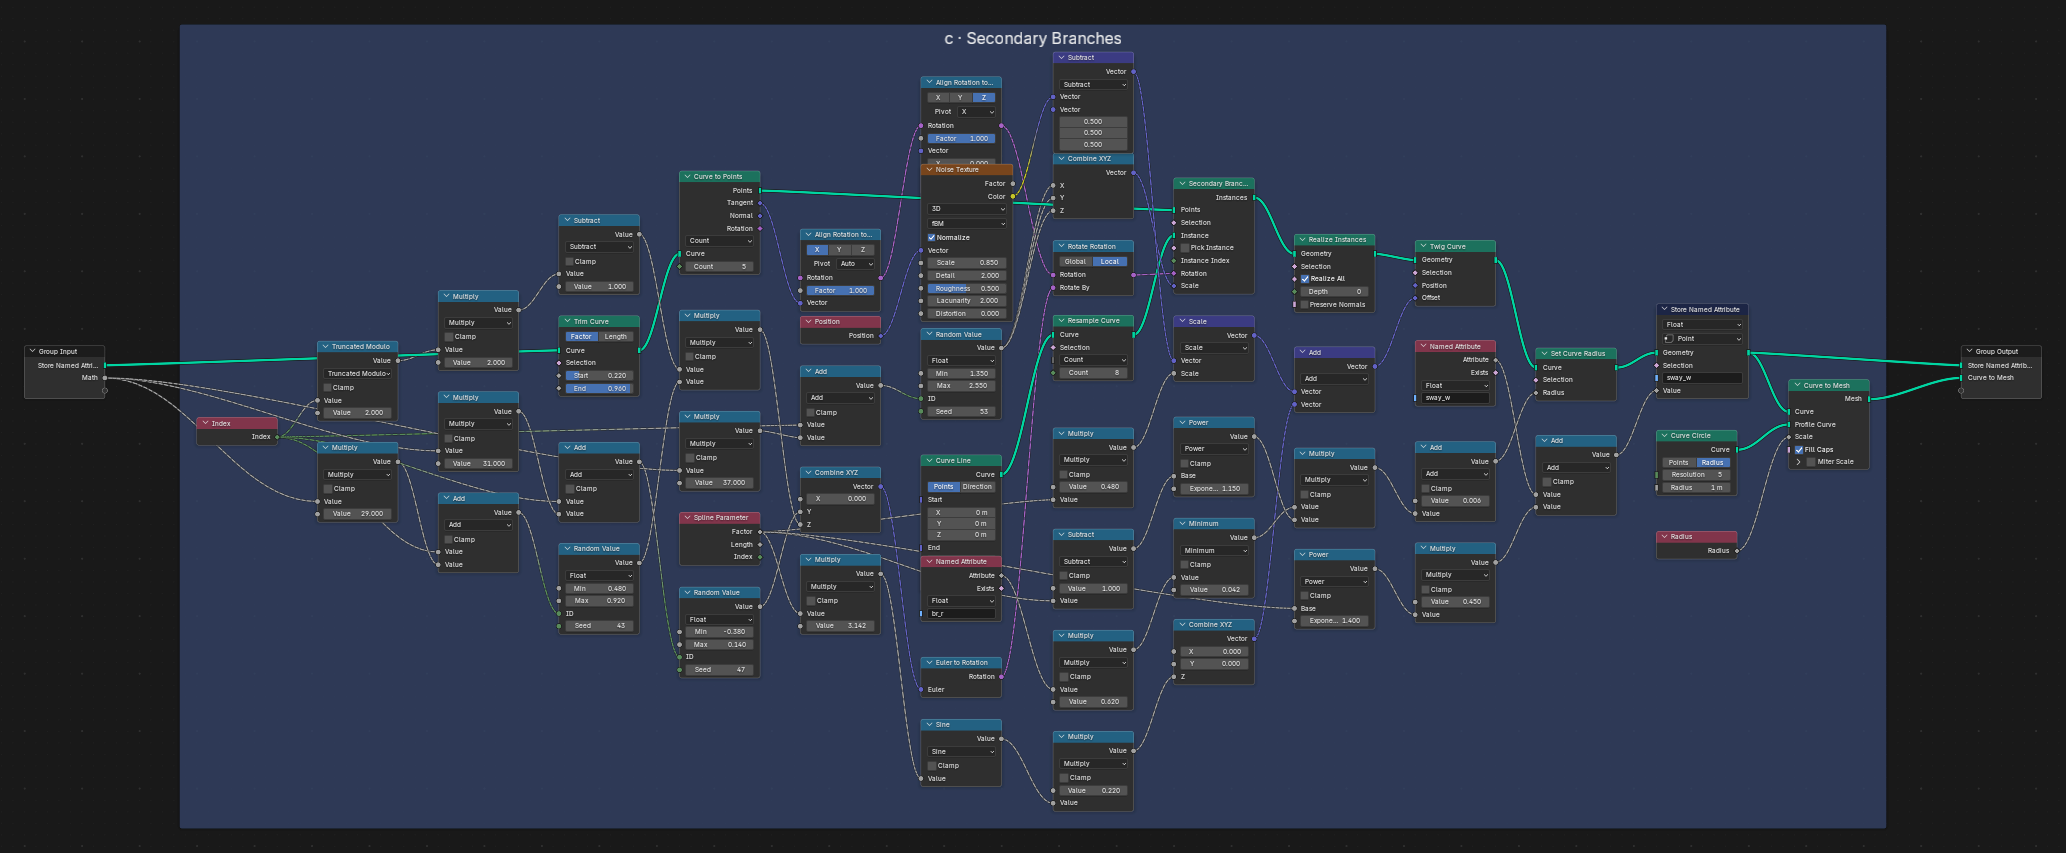 c · Secondary Branches
Group Input
Store Named Attri...
Math
Index
Index
Truncated Modulo
Value
Truncated Modulo
Clamp
Value
Value 2.000
Multiply
Value
Multiply
Clamp
Value
Value 29.000
Multiply
Value
Multiply
Clamp
Value
Value 2.000
Multiply
Value
Multiply
Clamp
Value
Value 31.000
Add
Value
Add
Clamp
Value
Value
Subtract
Value
Subtract
Clamp
Value
Value 1.000
Trim Curve
Factor Length
Curve
Selection
Start 0.220
End 0.960
Add
Value
Add
Clamp
Value
Value
Random Value
Value
Float
Min 0.480
Max 0.920
ID
Seed 43
Curve to Points
Points
Tangent
Normal
Rotation
Count
Curve
Count 5
Multiply
Value
Multiply
Clamp
Value
Value
Multiply
Value
Multiply
Clamp
Value
Value 37.000
Spline Parameter
Factor
Length
Index
Random Value
Value
Float
Min -0.380
Max 0.140
ID
Seed 47
Align Rotation to...
X Y Z
Pivot Auto
Rotation
Factor 1.000
Vector
Position
Position
Add
Value
Add
Clamp
Value
Value
Combine XYZ
Vector
X 0.000
Y
Z
Multiply
Value
Multiply
Clamp
Value
Value 3.142
Align Rotation to...
X Y Z
Pivot X
Rotation
Factor 1.000
Vector
Noise Texture
Factor
Color
3D
fBM
Normalize
Vector
Scale 0.850
Detail 2.000
Roughness 0.500
Lacunarity 2.000
Distortion 0.000
Random Value
Value
Float
Min 1.350
Max 2.550
ID
Seed 53
Curve Line
Curve
Points Direction
Start
X 0 m
Y 0 m
Z 0 m
End
Named Attribute
Attribute
Exists
Float
br_r
Euler to Rotation
Rotation
Euler
Sine
Value
Sine
Clamp
Value
Subtract
Vector
Subtract
Vector
Vector
0.500
0.500
0.500
Combine XYZ
Vector
X
Y
Z
Rotate Rotation
Global Local
Rotation
Rotate By
Resample Curve
Curve
Selection
Count
Count 8
Multiply
Value
Multiply
Clamp
Value 0.480
Value
Subtract
Value
Subtract
Clamp
Value 1.000
Value
Multiply
Value
Multiply
Clamp
Value
Value 0.620
Multiply
Value
Multiply
Clamp
Value 0.220
Value
Secondary Branc...
Instances
Points
Selection
Instance
Pick Instance
Instance Index
Rotation
Scale
Scale
Vector
Scale
Vector
Scale
Power
Value
Power
Clamp
Base
Expone... 1.150
Minimum
Value
Minimum
Clamp
Value
Value 0.042
Combine XYZ
Vector
X 0.000
Y 0.000
Z
Realize Instances
Geometry
Selection
Realize All
Depth 0
Preserve Normals
Add
Vector
Add
Vector
Vector
Multiply
Value
Multiply
Clamp
Value
Value
Power
Value
Power
Clamp
Base
Expone... 1.400
Twig Curve
Geometry
Geometry
Selection
Position
Offset
Named Attribute
Attribute
Exists
Float
sway_w
Add
Value
Add
Clamp
Value 0.006
Value
Multiply
Value
Multiply
Clamp
Value 0.450
Value
Set Curve Radius
Curve
Curve
Selection
Radius
Add
Value
Add
Clamp
Value
Value
Store Named Attribute
Float
Point
Geometry
Selection
sway_w
Value
Curve Circle
Curve
Points Radius
Resolution 5
Radius 1 m
Radius
Radius
Curve to Mesh
Mesh
Curve
Profile Curve
Scale
Fill Caps
Miter Scale
Group Output
Store Named Attrib...
Curve to Mesh